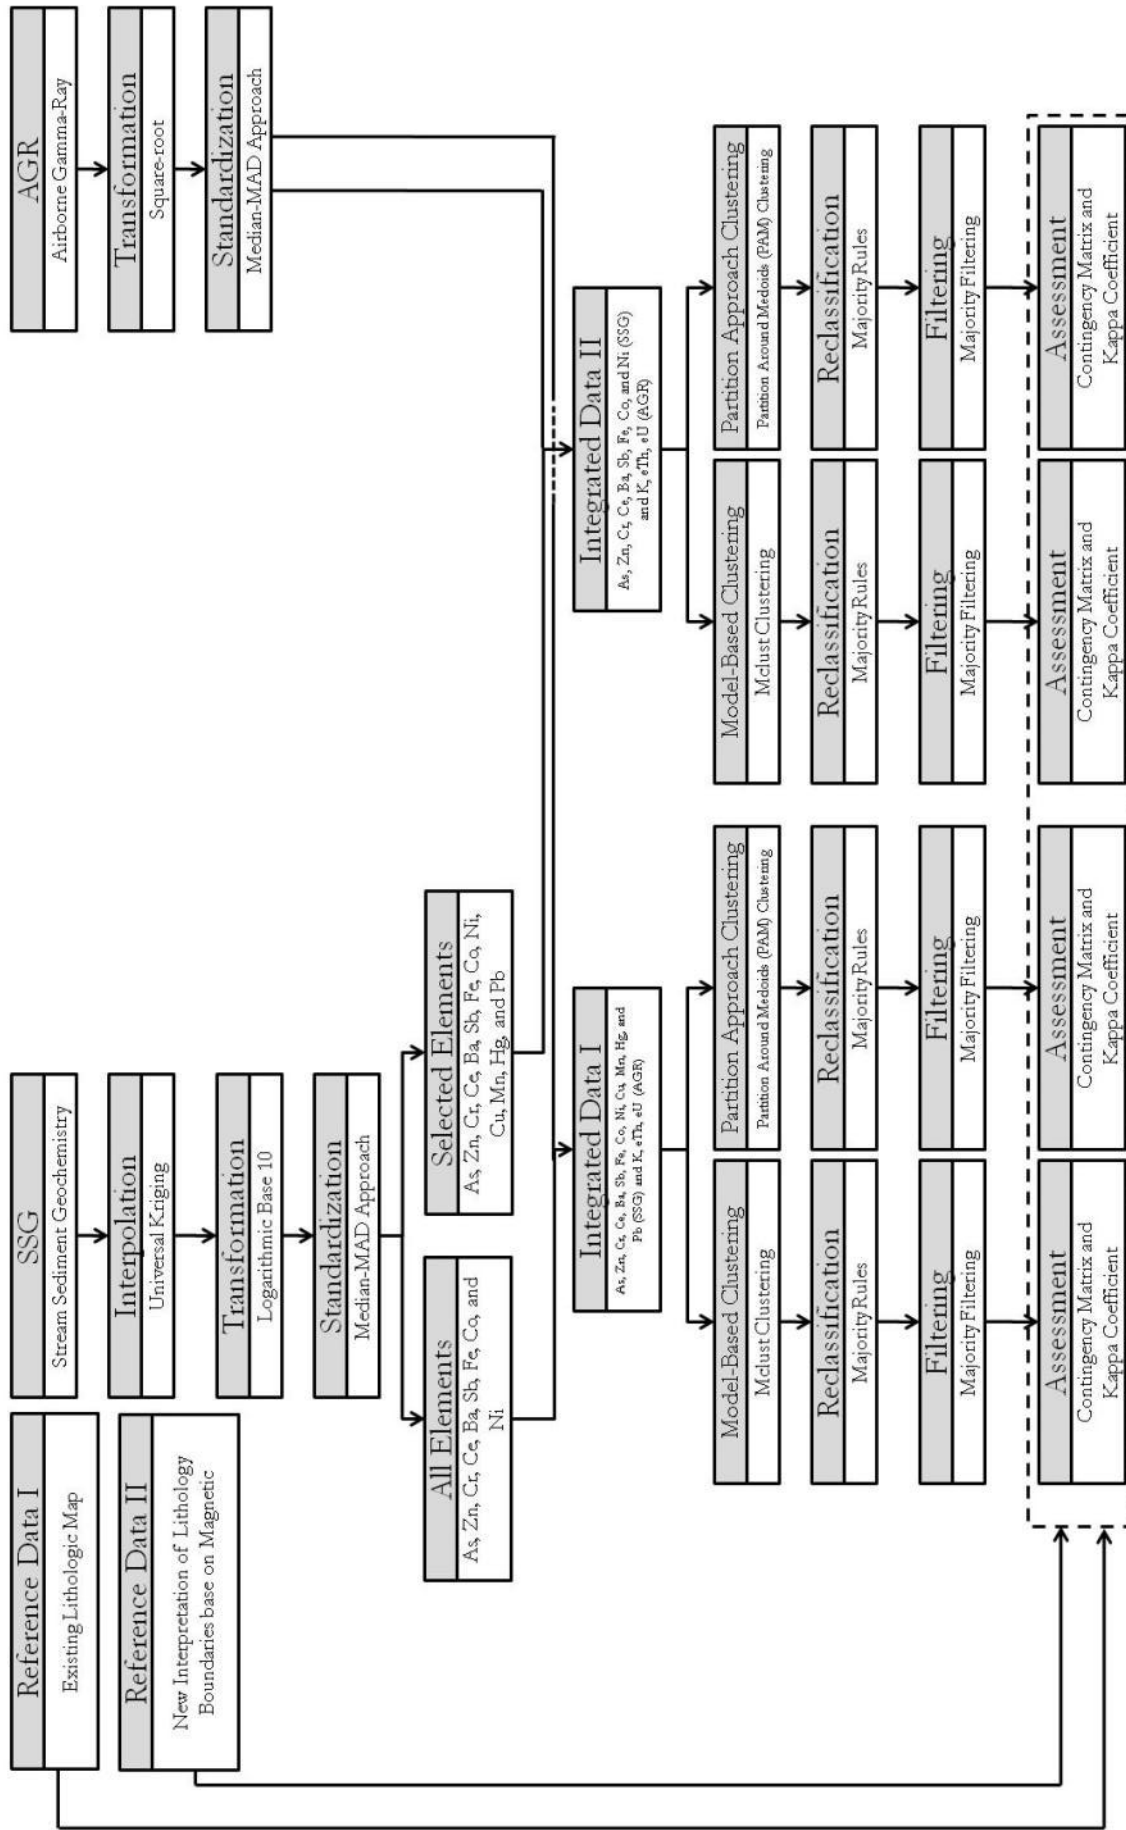 Reference Data I
Existing Lithologic Map
Reference Data II
New Interpretation of Lithology
Boundaries base on Magnetic
SSG
Stream Sediment Geochemistry
Interpolation
Universal Kriging
Transformation
Logarithmic Base 10
Standardization
Median-MAD Approach
AGR
Airborne Gamma-Ray
Transformation
Square-root
Standardization
Median-MAD Approach
All Elements
As, Zn, Cr, Ce, Ba, Sb, Fe, Co, and
Ni
Selected Elements
As, Zn, Cr, Ce, Ba, Sb, Fe, Co, Ni,
Cu, Mn, Hg, and Pb
Integrated Data I
As, Zn, Cr, Ce, Ba, Sb, Fe, Co, Ni, Cu, Mn, Hg, and
Pb (SSG) and K, eTh, eU (AGR)
Integrated Data II
As, Zn, Cr, Ce, Ba, Sb, Fe, Co, and Ni (SSG)
and K, eTh, eU (AGR)
Model-Based Clustering
Mclust Clustering
Reclassification
Majority Rules
Filtering
Majority Filtering
Assessment
Contingency Matrix and
Kappa Coefficient
Partition Approach Clustering
Partition Around Medoids (PAM) Clustering
Reclassification
Majority Rules
Filtering
Majority Filtering
Assessment
Contingency Matrix and
Kappa Coefficient
Model-Based Clustering
Mclust Clustering
Reclassification
Majority Rules
Filtering
Majority Filtering
Assessment
Contingency Matrix and
Kappa Coefficient
Partition Approach Clustering
Partition Around Medoids (PAM) Clustering
Reclassification
Majority Rules
Filtering
Majority Filtering
Assessment
Contingency Matrix and
Kappa Coefficient